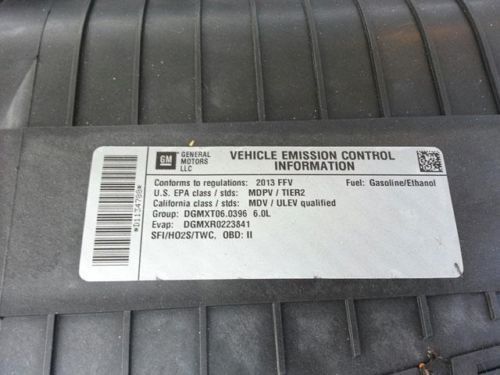 GM
GENERAL MOTORS LLC
VEHICLE EMISSION CONTROL INFORMATION
Conforms to regulations: 2013 FFV Fuel: Gasoline/Ethanol
U.S. EPA class / stds: MDPV / TIER2
California class / stds: MDV / ULEV qualified
Group: DGMXT06.0396 6.0L
Evap: DGMXR0223841
SFI/HO2S/TWC, OBD: II